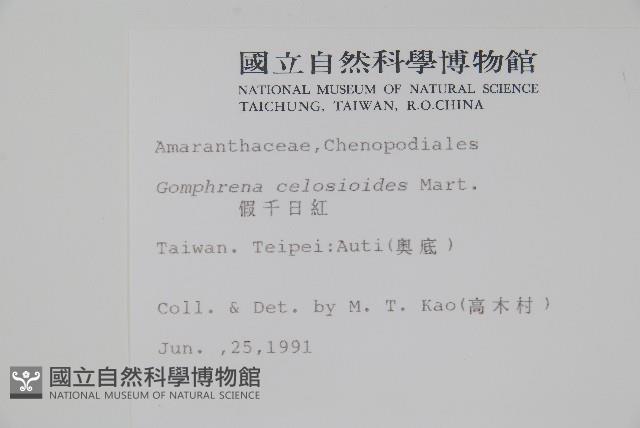 國立自然科學博物館
NATIONAL MUSEUM OF NATURAL SCIENCE
TAICHUNG, TAIWAN, R.O.CHINA
Amaranthaceae,Chenopodiales
Gomphrena celosioides Mart.
假千日紅
Taiwan. Teipei:Auti(奧底)
Coll. & Det. by M. T. Kao(高木村)
Jun. ,25,1991
國立自然科學博物館
NATIONAL MUSEUM OF NATURAL SCIENCE